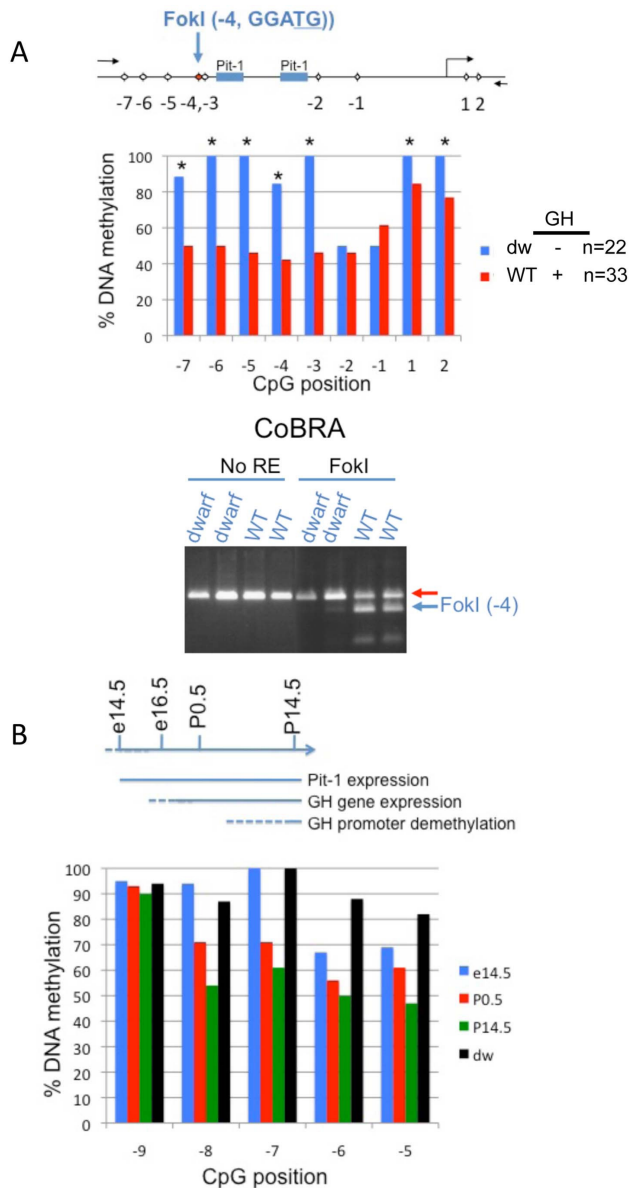 FokI (-4, GGATG))
A
Pit-1 Pit-1
-7 -6 -5 -4,-3 -2 -1 1 2
% DNA methylation
100
80
60
40
20
0
* * * * * * *
-7 -6 -5 -4 -3 -2 -1 1 2
CpG position
GH
dw - n=22
WT + n=33
CoBRA
No RE FokI
dwarf dwarf WT WT dwarf dwarf WT WT
FokI (-4)
B
e14.5 e16.5 P0.5 P14.5
Pit-1 expression
GH gene expression
GH promoter demethylation
% DNA methylation
100
90
80
70
60
50
40
30
20
10
0
-9 -8 -7 -6 -5
CpG position
e14.5
P0.5
P14.5
dw